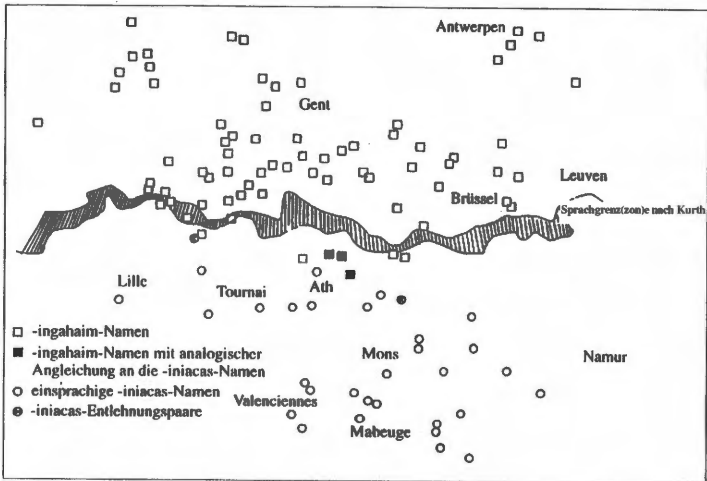 Antwerpen
Gent
Leuven
Brüssel
Sprachgrenz(zon)e nach Kurth
Lille
Tournai
Ath
-ingahaim-Namen
-ingahaim-Namen mit analogischer
Angleichung an die -iniacas-Namen
einsprachige -iniacas-Namen
-iniacas-Entlehnungspaare
Mons
Namur
Valenciennes
Mabeuge